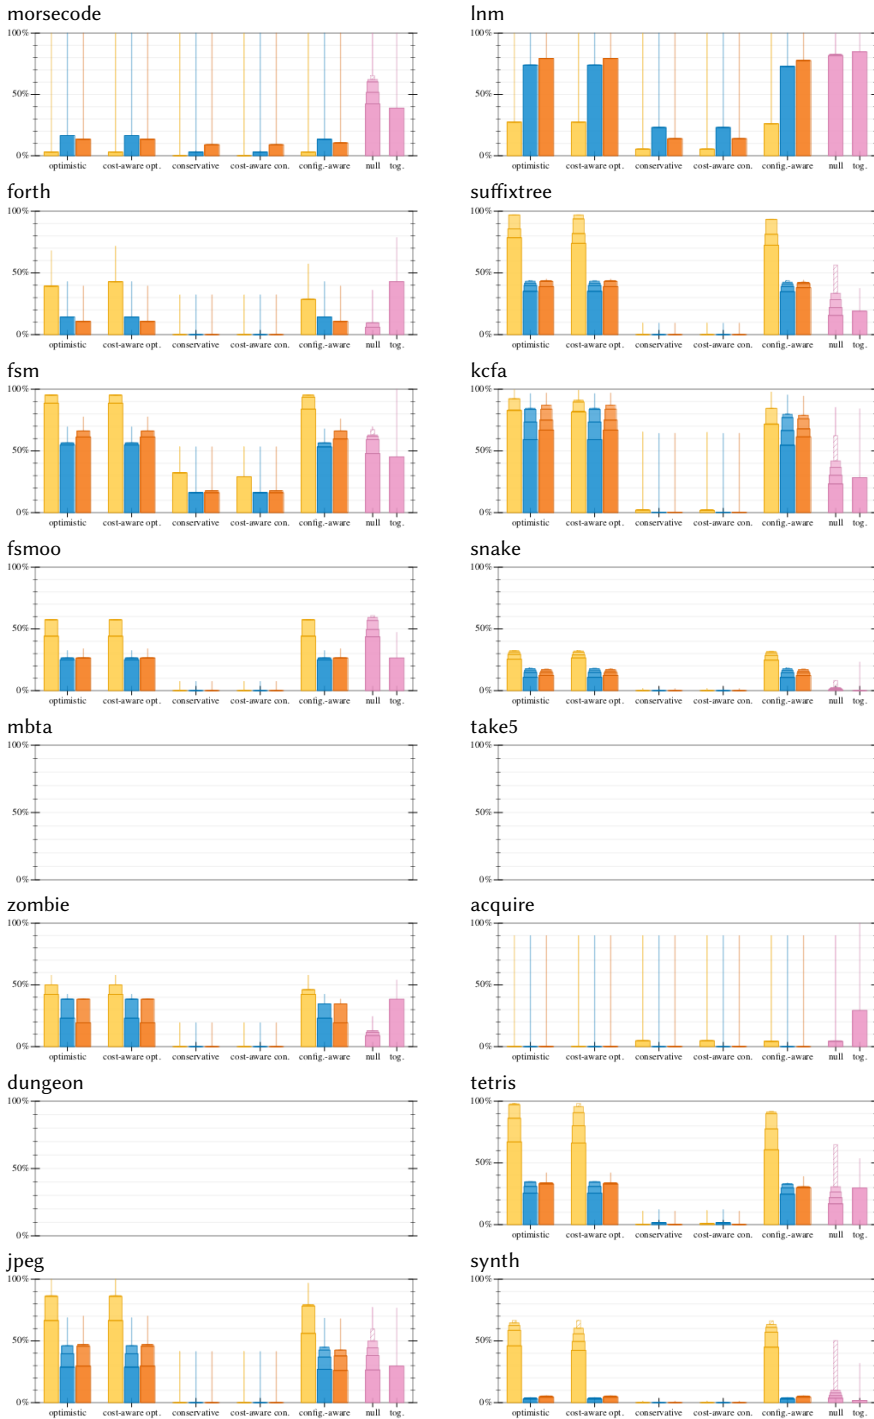 morsecode
100%
50%
0%
optimistic cost-aware opt. conservative cost-aware con. config.-aware null tog.
lnm
100%
50%
0%
optimistic cost-aware opt. conservative cost-aware con. config.-aware null tog.
forth
100%
50%
0%
optimistic cost-aware opt. conservative cost-aware con. config.-aware null tog.
suffixtree
100%
50%
0%
optimistic cost-aware opt. conservative cost-aware con. config.-aware null tog.
fsm
100%
50%
0%
optimistic cost-aware opt. conservative cost-aware con. config.-aware null tog.
kcfa
100%
50%
0%
optimistic cost-aware opt. conservative cost-aware con. config.-aware null tog.
fsmoo
100%
50%
0%
optimistic cost-aware opt. conservative cost-aware con. config.-aware null tog.
snake
100%
50%
0%
optimistic cost-aware opt. conservative cost-aware con. config.-aware null tog.
mbta
100%
50%
0%
take5
100%
50%
0%
zombie
100%
50%
0%
optimistic cost-aware opt. conservative cost-aware con. config.-aware null tog.
acquire
100%
50%
0%
optimistic cost-aware opt. conservative cost-aware con. config.-aware null tog.
dungeon
100%
50%
0%
tetris
100%
50%
0%
optimistic cost-aware opt. conservative cost-aware con. config.-aware null tog.
jpeg
100%
50%
0%
optimistic cost-aware opt. conservative cost-aware con. config.-aware null tog.
synth
100%
50%
0%
optimistic cost-aware opt. conservative cost-aware con. config.-aware null tog.